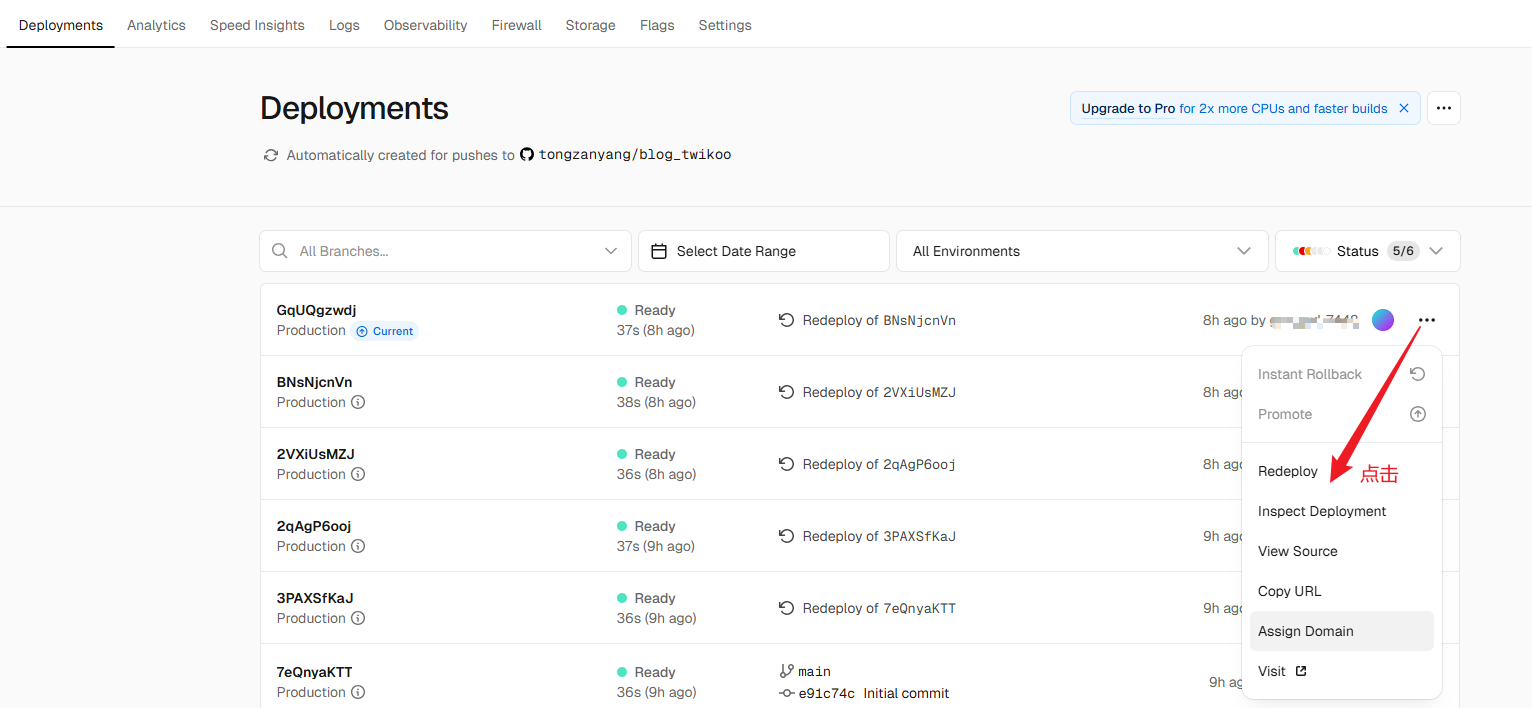 Deployments Analytics Speed Insights Logs Observability Firewall Storage Flags Settings
Deployments
Upgrade to Pro for 2x more CPUs and faster builds
Automatically created for pushes to tongzanyang/blog_twikoo
All Branches... Select Date Range All Environments Status 5/6
GqUQgzwdj Ready Redeploy of BNsNjcnVn 8h ago by
Production Current 37s (8h ago)
Instant Rollback
BNsNjcnVn Ready Redeploy of 2VXiUsMZJ 8h ago
Production 38s (8h ago)
Promote
2VXiUsMZJ Ready Redeploy of 2qAgP6ooj 8h ago
Production 36s (8h ago)
Redeploy 点击
Inspect Deployment
2qAgP6ooj Ready Redeploy of 3PAXSfKaJ 9h ago
Production 37s (9h ago)
View Source
Copy URL
3PAXSfKaJ Ready Redeploy of 7eQnyaKTT 9h ago
Production 36s (9h ago)
Assign Domain
7eQnyaKTT Ready main 9h ag
Visit
Production 36s (9h ago) e91c74c Initial commit